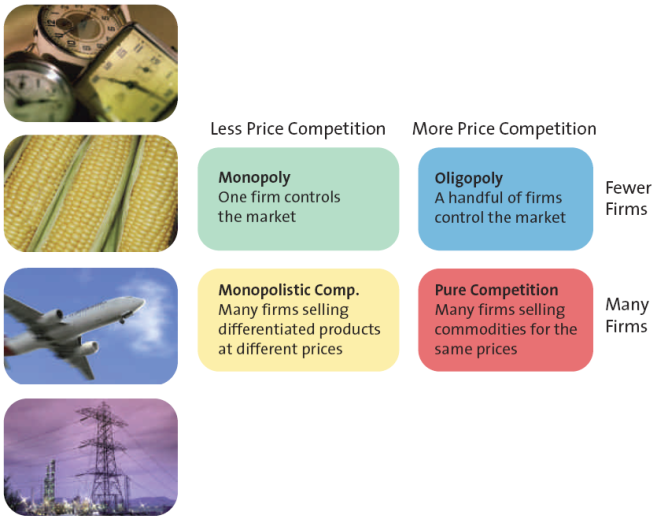 Less Price Competition
More Price Competition
Monopoly
One firm controls
the market
Oligopoly
A handful of firms
control the market
Fewer
Firms
Monopolistic Comp.
Many firms selling
differentiated products
at different prices
Pure Competition
Many firms selling
commodities for the
same prices
Many
Firms